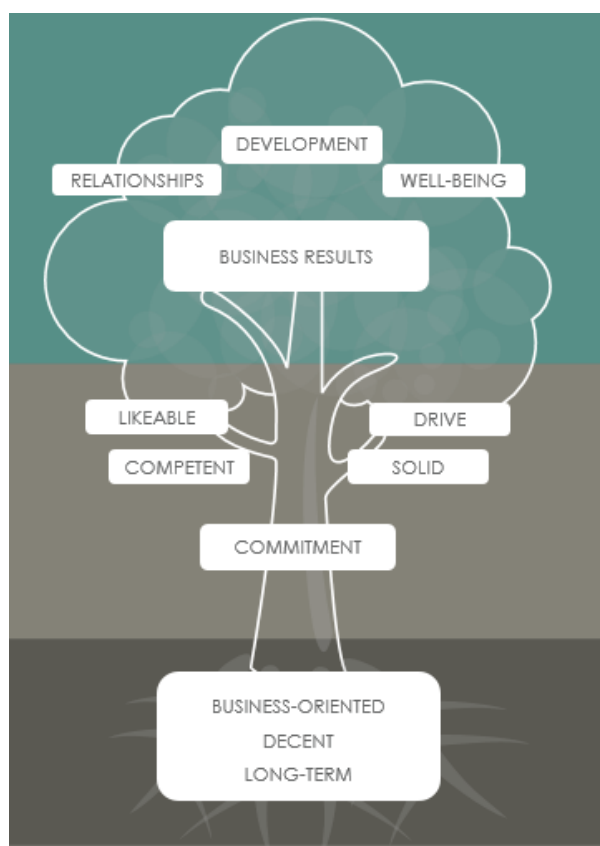 DEVELOPMENT
RELATIONSHIPS
WELL-BEING
BUSINESS RESULTS
LIKEABLE
DRIVE
COMPETENT
SOLID
COMMITMENT
BUSINESS-ORIENTED
DECENT
LONG-TERM